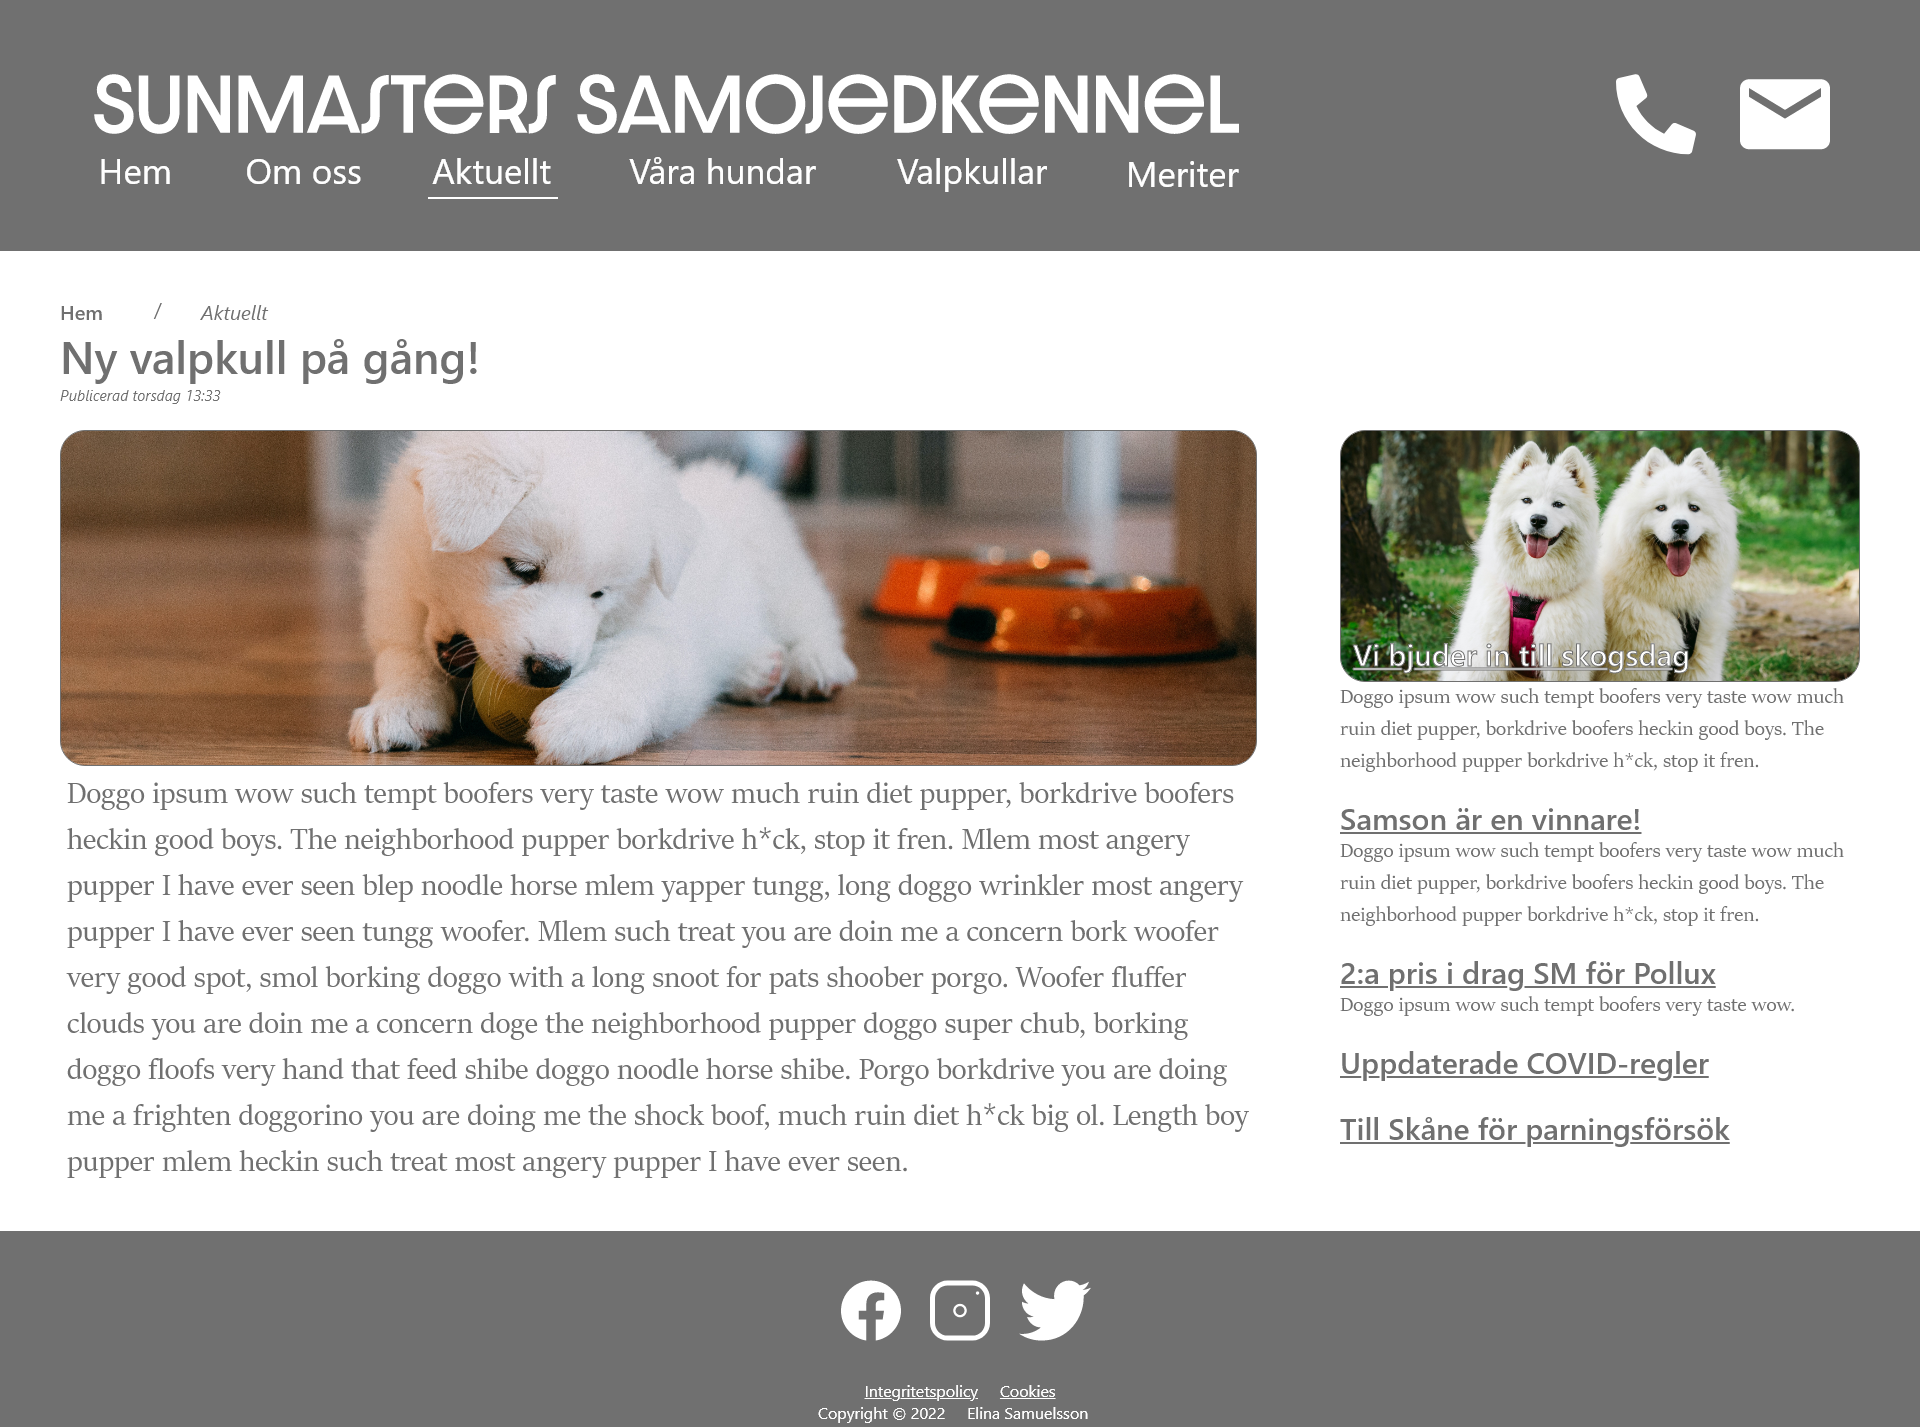 SUNMASTERS SAMOJEDKENNEL
Hem Om oss Aktuellt Våra hundar Valpkullar Meriter
Hem / Aktuellt
Ny valpkull på gång!
Publicerad torsdag 13:33
Doggo ipsum wow such tempt boofers very taste wow much ruin diet pupper, borkdrive boofers
heckin good boys. The neighborhood pupper borkdrive h*ck, stop it fren. Mlem most angery
pupper I have ever seen blep noodle horse mlem yapper tungg, long doggo wrinkler most angery
pupper I have ever seen tungg woofer. Mlem such treat you are doin me a concern bork woofer
very good spot, smol borking doggo with a long snoot for pats shoober porgo. Woofer fluffer
clouds you are doin me a concern doge the neighborhood pupper doggo super chub, borking
doggo floofs very hand that feed shibe doggo noodle horse shibe. Porgo borkdrive you are doing
me a frighten doggorino you are doing me the shock boof, much ruin diet h*ck big ol. Length boy
pupper mlem heckin such treat most angery pupper I have ever seen.
Vi bjuder in till skogsdag
Doggo ipsum wow such tempt boofers very taste wow much
ruin diet pupper, borkdrive boofers heckin good boys. The
neighborhood pupper borkdrive h*ck, stop it fren.
Samson är en vinnare!
Doggo ipsum wow such tempt boofers very taste wow much
ruin diet pupper, borkdrive boofers heckin good boys. The
neighborhood pupper borkdrive h*ck, stop it fren.
2:a pris i drag SM för Pollux
Doggo ipsum wow such tempt boofers very taste wow.
Uppdaterade COVID-regler
Till Skåne för parningsförsök
Integritetspolicy Cookies
Copyright © 2022 Elina Samuelsson